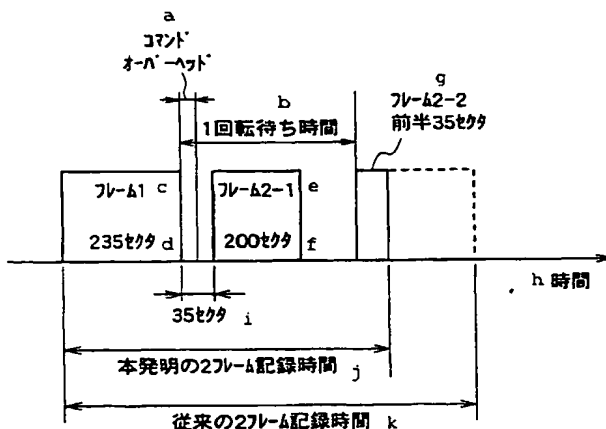 a
コマンド
オーバーヘッド
b
1回転待ち時間
g
フレーム2-2
前半35セクタ
フレーム1 c
235セクタ d
フレーム2-1 e
200セクタ f
h 時間
35セクタ i
本発明の2フレーム記録時間 j
従来の2フレーム記録時間 k